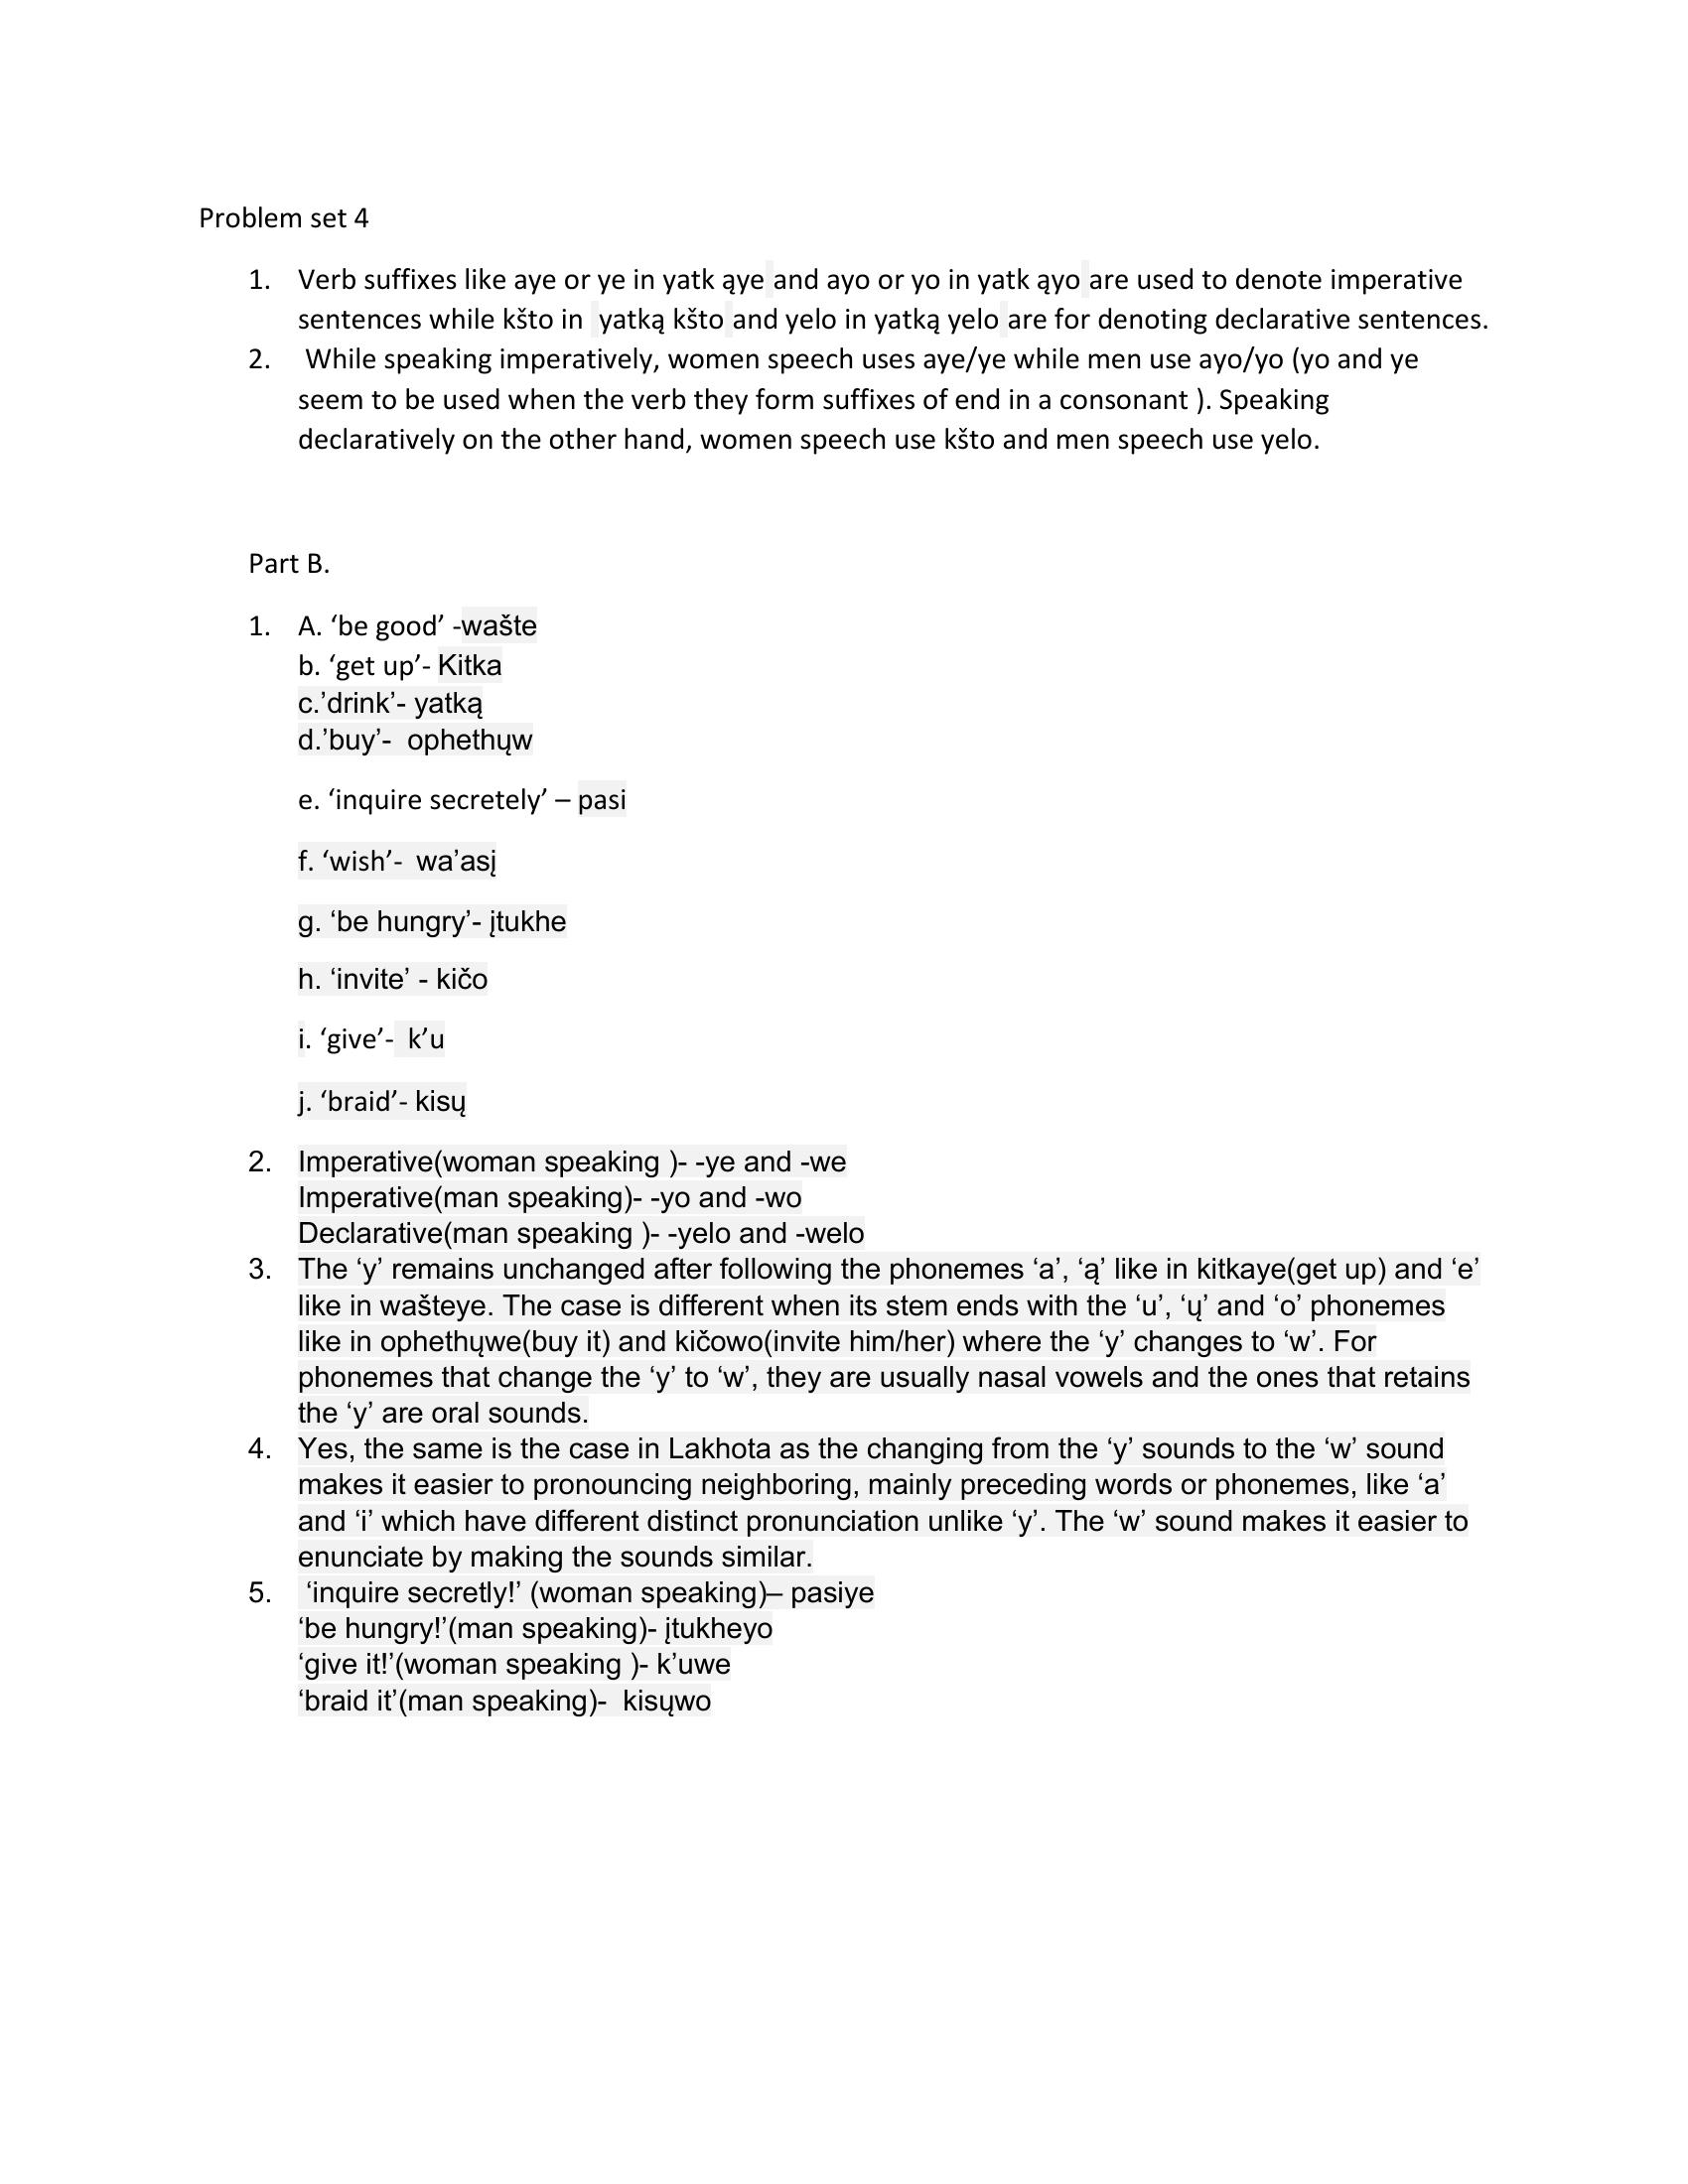 Problem set 4
1. Verb suffixes like aye or ye in yatk ąye and ayo or yo in yatk ąyo are used to denote imperative
sentences while kšto in yatką kšto and yelo in yatką yelo are for denoting declarative sentences.
2. While speaking imperatively, women speech uses aye/ye while men use ayo/yo (yo and ye
seem to be used when the verb they form suffixes of end in a consonant ). Speaking
declaratively on the other hand, women speech use kšto and men speech use yelo.
Part B.
1. A. ‘be good’ -wašte
b. ‘get up’- Kitka
c.’drink’- yatką
d.’buy’- ophethųw
e. ‘inquire secretely’ – pasi
f. ‘wish’- wa’asį
g. ‘be hungry’- įtukhe
h. ‘invite’ - kičo
i. ‘give’- k’u
j. ‘braid’- kisų
2. Imperative(woman speaking )- -ye and -we
Imperative(man speaking)- -yo and -wo
Declarative(man speaking )- -yelo and -welo
3. The ‘y’ remains unchanged after following the phonemes ‘a’, ‘ą’ like in kitkaye(get up) and ‘e’
like in wašteye. The case is different when its stem ends with the ‘u’, ‘ų’ and ‘o’ phonemes
like in ophethųwe(buy it) and kičowo(invite him/her) where the ‘y’ changes to ‘w’. For
phonemes that change the ‘y’ to ‘w’, they are usually nasal vowels and the ones that retains
the ‘y’ are oral sounds.
4. Yes, the same is the case in Lakhota as the changing from the ‘y’ sounds to the ‘w’ sound
makes it easier to pronouncing neighboring, mainly preceding words or phonemes, like ‘a’
and ‘i’ which have different distinct pronunciation unlike ‘y’. The ‘w’ sound makes it easier to
enunciate by making the sounds similar.
5. ‘inquire secretly!’ (woman speaking)– pasiye
‘be hungry!’(man speaking)- įtukheyo
‘give it!’(woman speaking )- k’uwe
‘braid it’(man speaking)- kisųwo